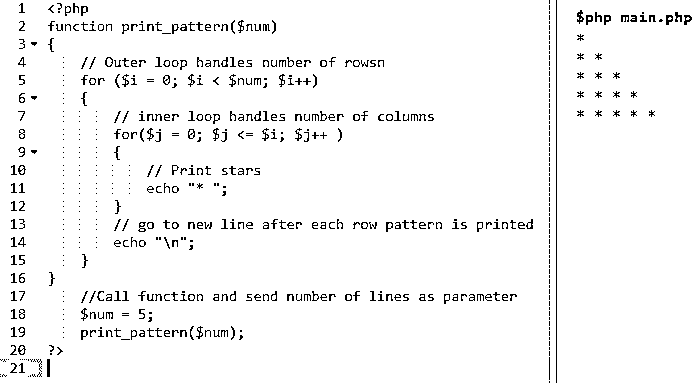 1 <?php
2 function print_pattern($num)
3 {
4 // Outer loop handles number of rowsn
5 for ($i = 0; $i < $num; $i++)
6 {
7 // inner loop handles number of columns
8 for($j = 0; $j <= $i; $j++ )
9 {
10 // Print stars
11 echo "* ";
12 }
13 // go to new line after each row pattern is printed
14 echo "\n";
15 }
16 }
17 //Call function and send number of lines as parameter
18 $num = 5;
19 print_pattern($num);
20 ?>
21
$php main.php
*
* *
* * *
* * * *
* * * * *